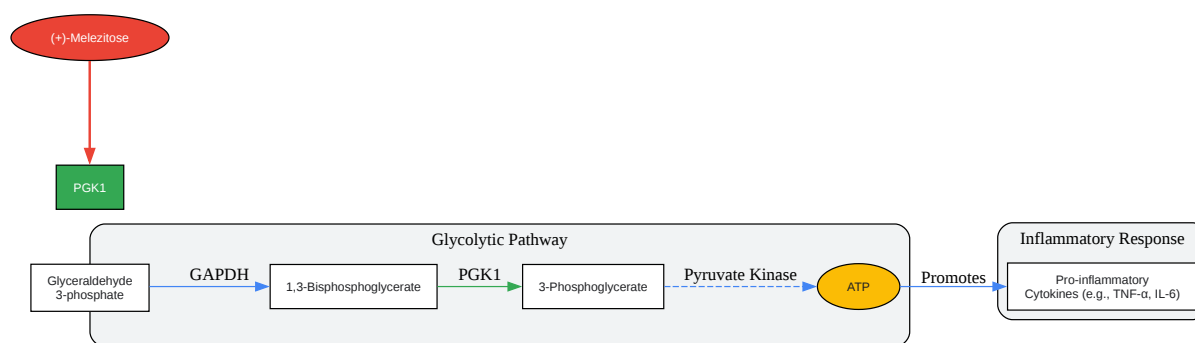 (+)-Melezitose
PGK1
Glycolytic Pathway
Inflammatory Response
Glyceraldehyde
3-phosphate
GAPDH
1,3-Bisphosphoglycerate
PGK1
3-Phosphoglycerate
Pyruvate Kinase
ATP
Promotes
Pro-inflammatory
Cytokines (e.g., TNF-α, IL-6)